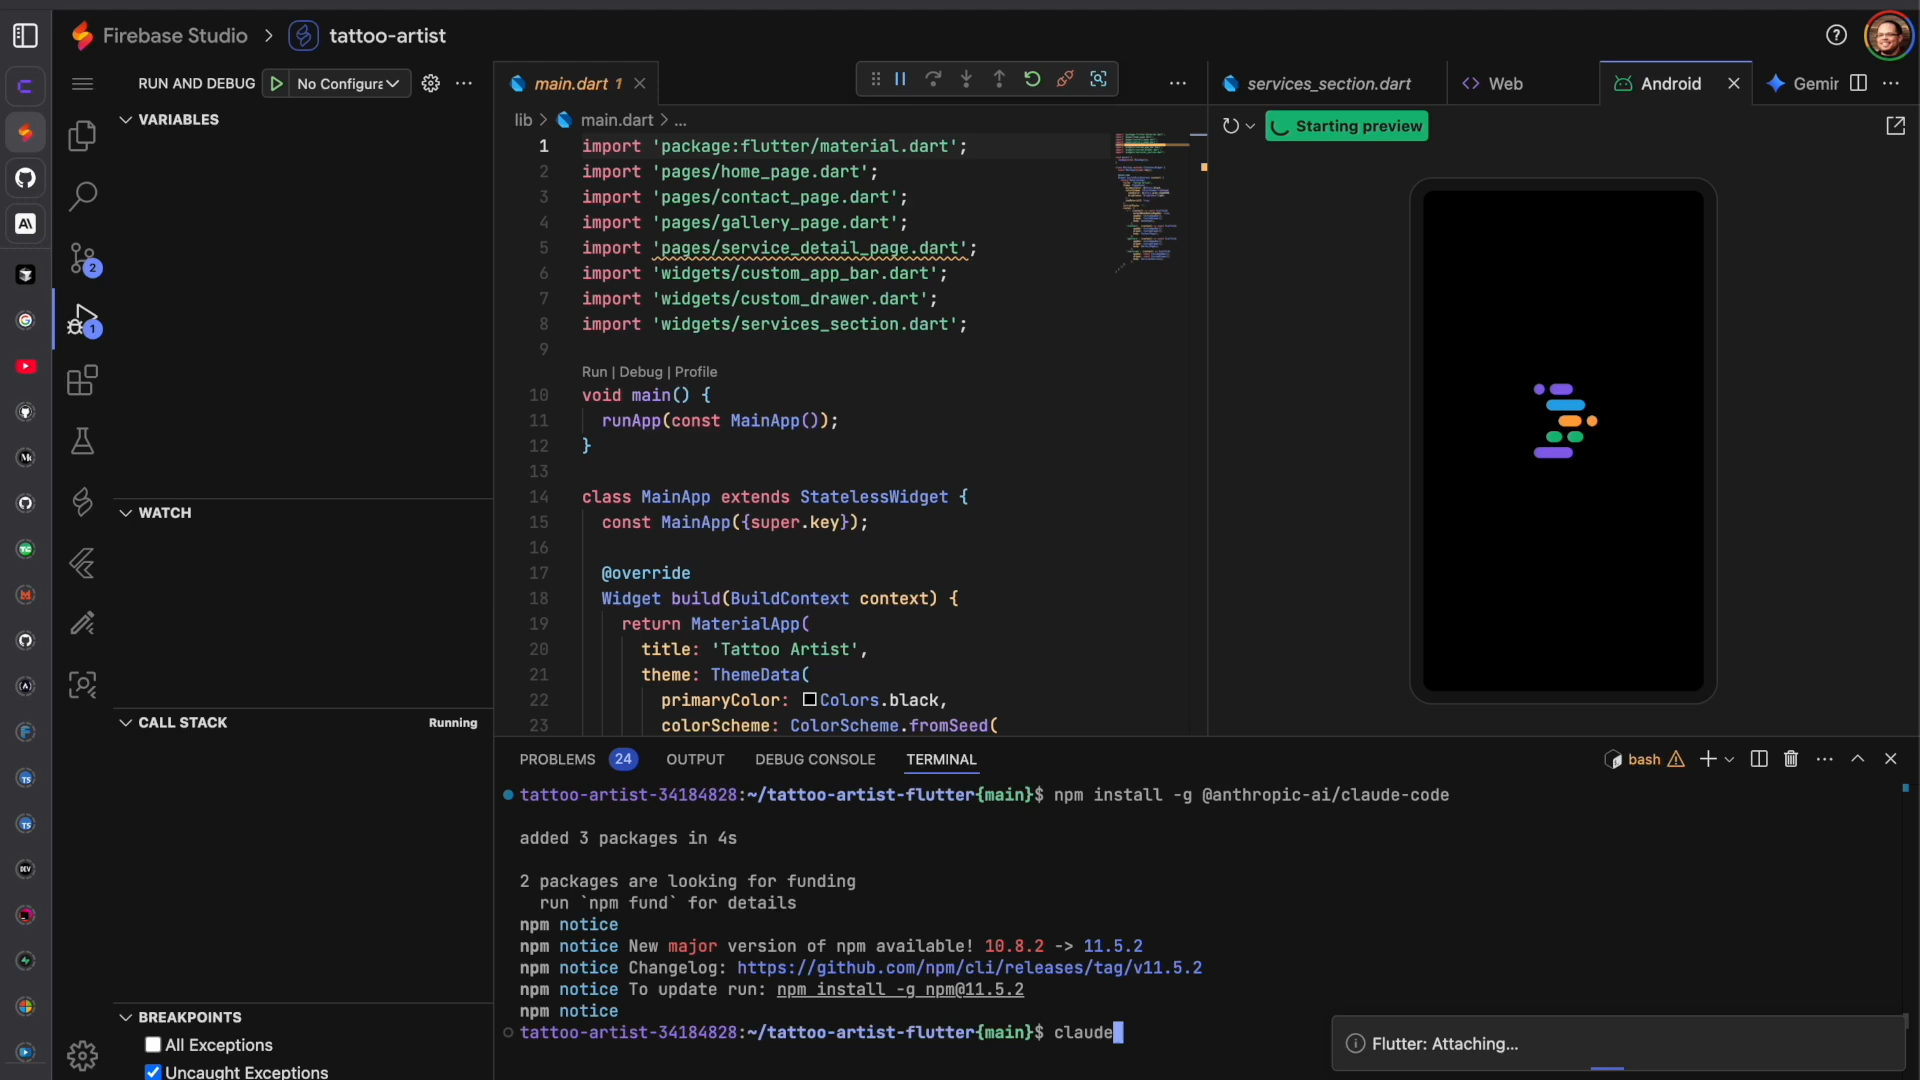 Firebase Studio > tattoo-artist
RUN AND DEBUG No Configura
VARIABLES
2
1
WATCH
CALL STACK Running
BREAKPOINTS
All Exceptions
Uncaught Exceptions
main.dart 1
lib > main.dart > ...
1 import 'package:flutter/material.dart';
2 import 'pages/home_page.dart';
3 import 'pages/contact_page.dart';
4 import 'pages/gallery_page.dart';
5 import 'pages/service_detail_page.dart';
6 import 'widgets/custom_app_bar.dart';
7 import 'widgets/custom_drawer.dart';
8 import 'widgets/services_section.dart';
9
Run | Debug | Profile
10 void main() {
11 runApp(const MainApp());
12 }
13
14 class MainApp extends StatelessWidget {
15 const MainApp({super.key});
16
17 @override
18 Widget build(BuildContext context) {
19 return MaterialApp(
20 title: 'Tattoo Artist',
21 theme: ThemeData(
22 primaryColor: Colors.black,
23 colorScheme: ColorScheme.fromSeed(
services_section.dart Web Android Gemir
Starting preview
PROBLEMS 24 OUTPUT DEBUG CONSOLE TERMINAL bash
tattoo-artist-34184828:~/tattoo-artist-flutter{main}$ npm install -g @anthropic-ai/claude-code
added 3 packages in 4s
2 packages are looking for funding
run `npm fund` for details
npm notice
npm notice New major version of npm available! 10.8.2 -> 11.5.2
npm notice Changelog: https://github.com/npm/cli/releases/tag/v11.5.2
npm notice To update run: npm install -g npm@11.5.2
npm notice
tattoo-artist-34184828:~/tattoo-artist-flutter{main}$ claude
Flutter: Attaching...